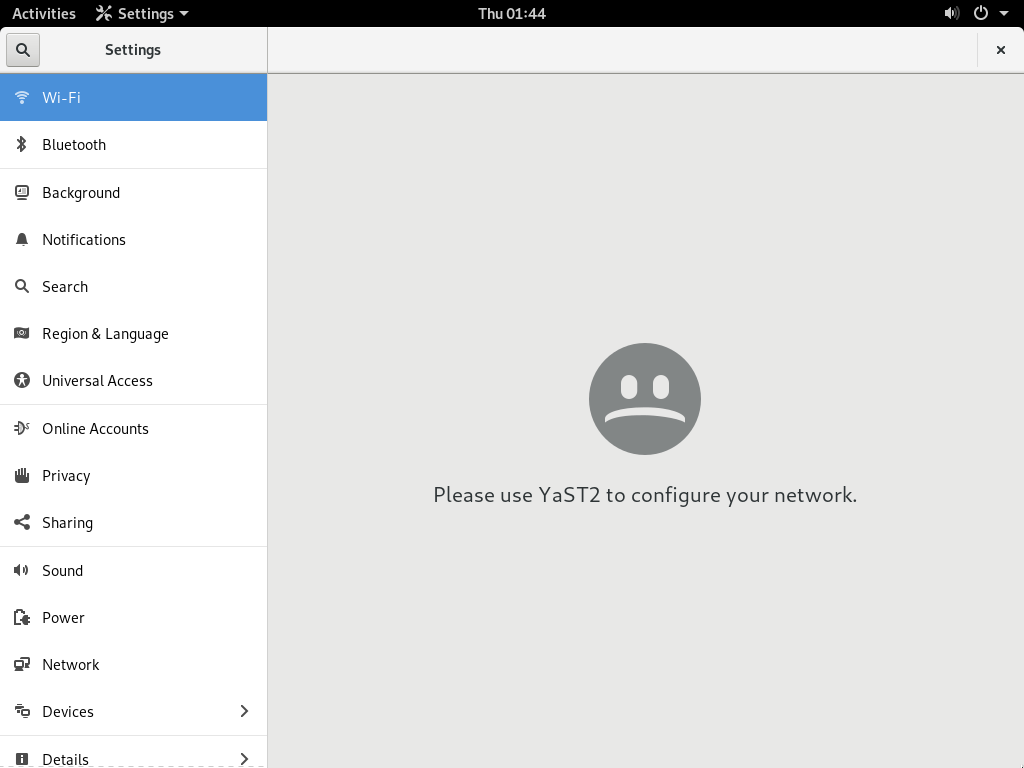 Activities
Settings
Thu 01:44
Settings
Wi-Fi
Bluetooth
Background
Notifications
Search
Region & Language
Universal Access
Online Accounts
Privacy
Sharing
Sound
Power
Network
Devices
Details
Please use YaST2 to configure your network.